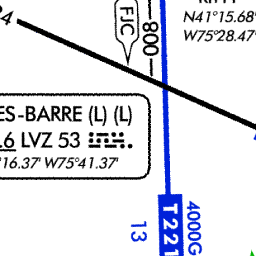 24
FJC
800
N41°15.68
W75°28.47
ES-BARRE (L) (L)
.6 LVZ 53
°16.37' W75°41.37'
T221
4000G
13